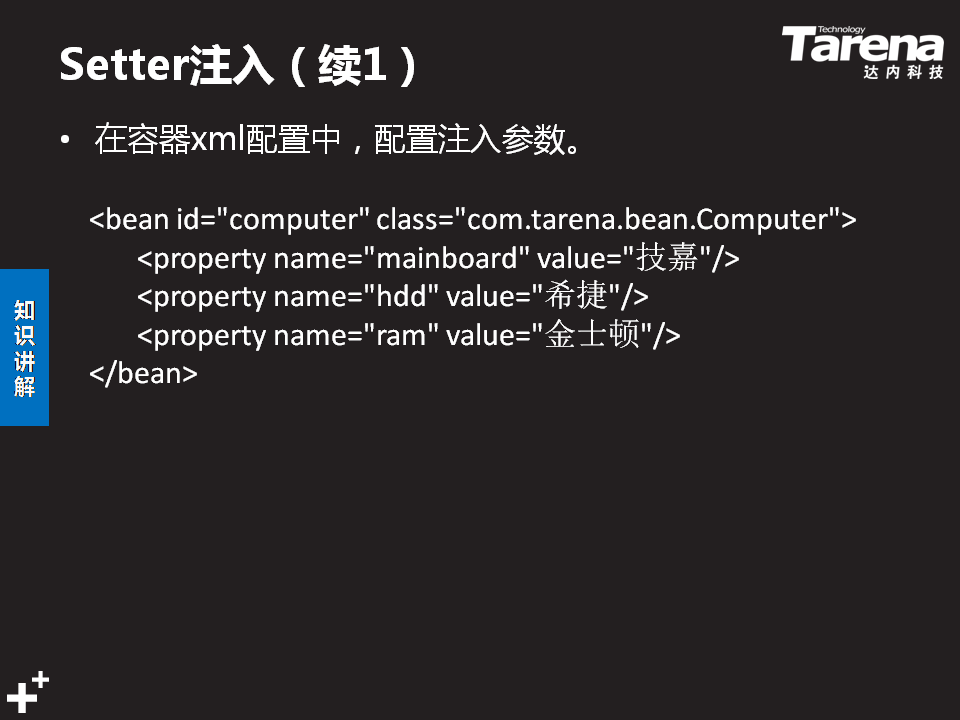 Setter注入（续1）
Technology
Tarena
达内科技
• 在容器xml配置中，配置注入参数。
<bean id="computer" class="com.tarena.bean.Computer">
<property name="mainboard" value="技嘉"/>
<property name="hdd" value="希捷"/>
<property name="ram" value="金士顿"/>
</bean>
知识讲解